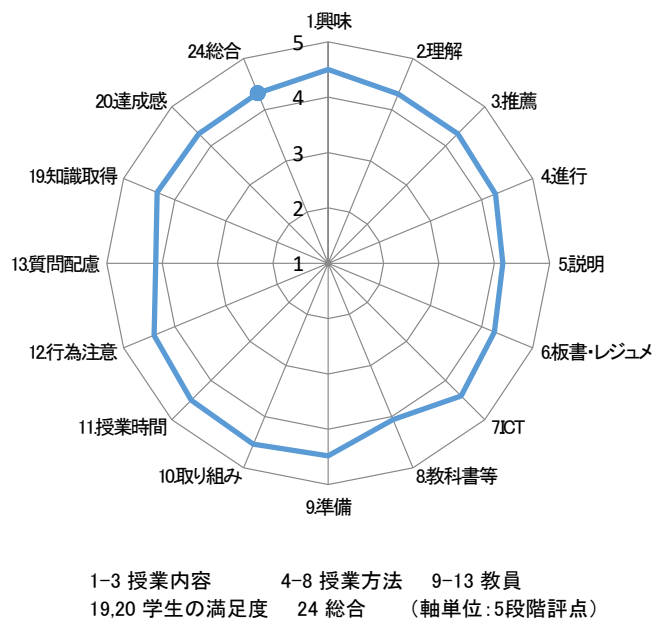 1.興味
2.理解
3.推薦
4.進行
5.説明
6.板書・レジュメ
7.ICT
8.教科書等
9.準備
10.取り組み
11.授業時間
12.行為注意
13.質問配慮
19.知識取得
20.達成感
24.総合
5
4
3
2
1
1-3 授業内容 4-8 授業方法 9-13 教員
19,20 学生の満足度 24 総合 （軸単位：5段階評点）